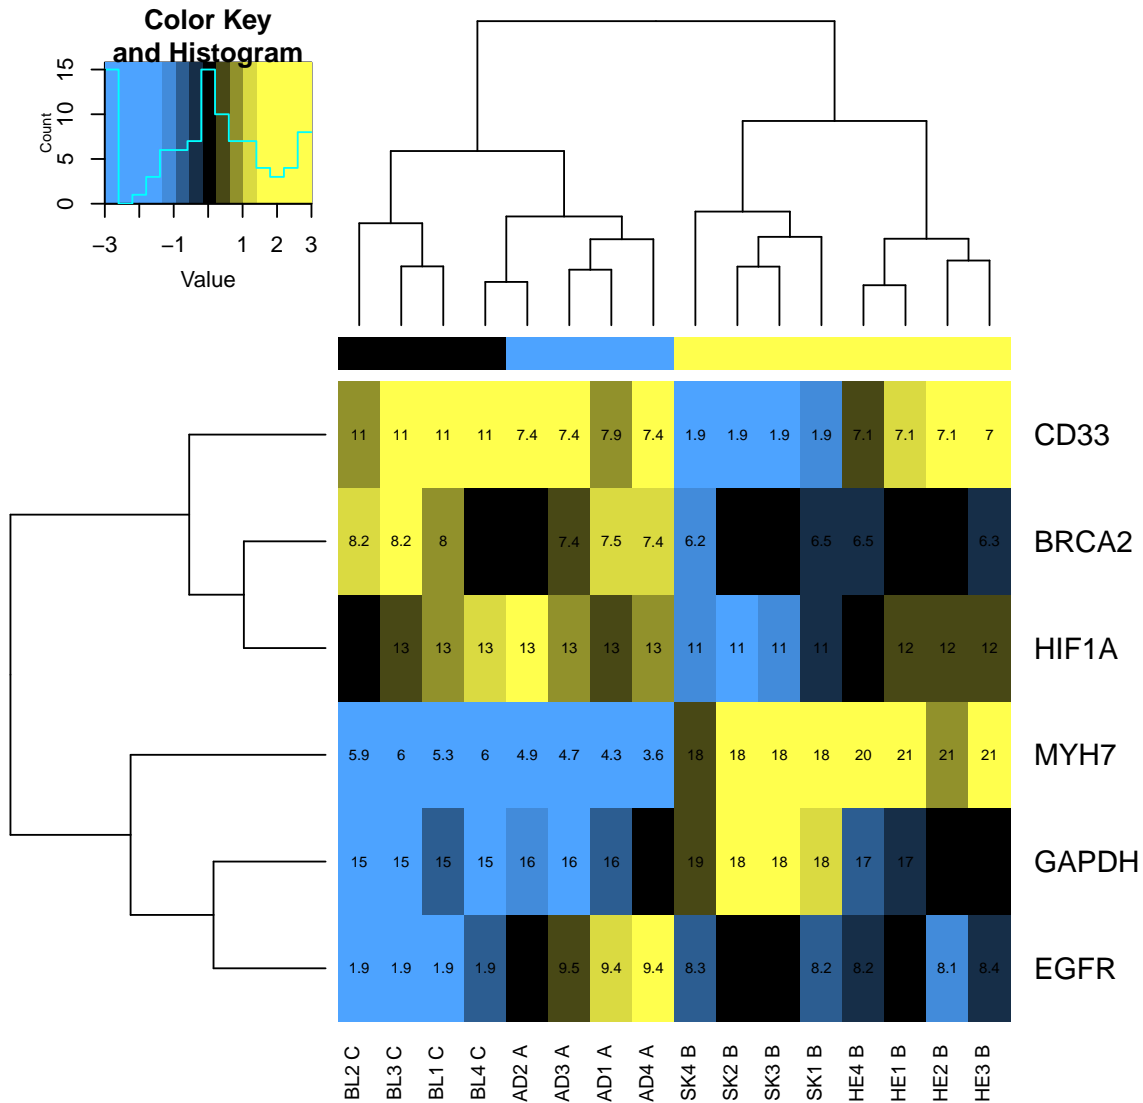 Color Key
and Histogram
Count
0 5 10 15
−3 −1 1 2 3
Value
11 11 11 11 7.4 7.4 7.9 7.4 1.9 1.9 1.9 1.9 7.1 7.1 7.1 7 CD33
8.2 8.2 8 7.4 7.5 7.4 6.2 6.5 6.5 6.3 BRCA2
13 13 13 13 13 13 13 11 11 11 11 12 12 12 HIF1A
5.9 6 5.3 6 4.9 4.7 4.3 3.6 18 18 18 18 20 21 21 21 MYH7
15 15 15 15 16 16 16 19 18 18 18 17 17 GAPDH
1.9 1.9 1.9 1.9 9.5 9.4 9.4 8.3 8.2 8.2 8.1 8.4 EGFR
BL2 C BL3 C BL1 C BL4 C AD2 A AD3 A AD1 A AD4 A SK4 B SK2 B SK3 B SK1 B HE4 B HE1 B HE2 B HE3 B